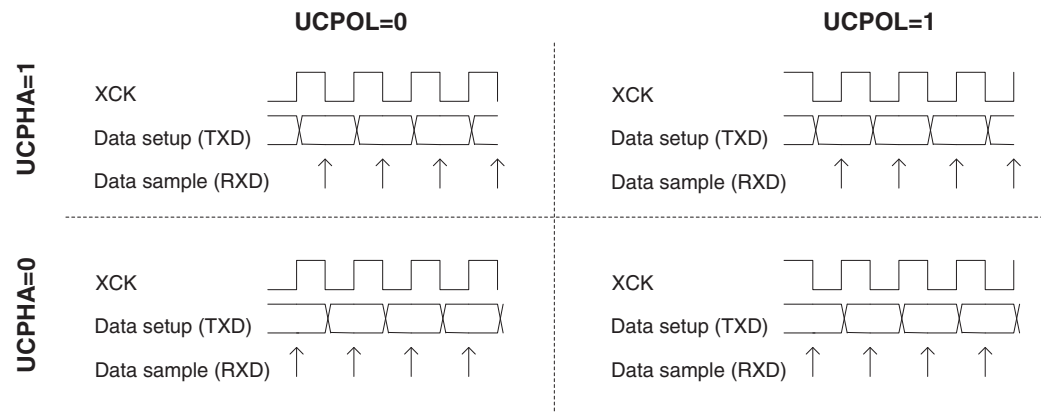 UCPOL=0
UCPOL=1
UCPHA=1
XCK
Data setup (TXD)
Data sample (RXD)
XCK
Data setup (TXD)
Data sample (RXD)
UCPHA=0
XCK
Data setup (TXD)
Data sample (RXD)
XCK
Data setup (TXD)
Data sample (RXD)